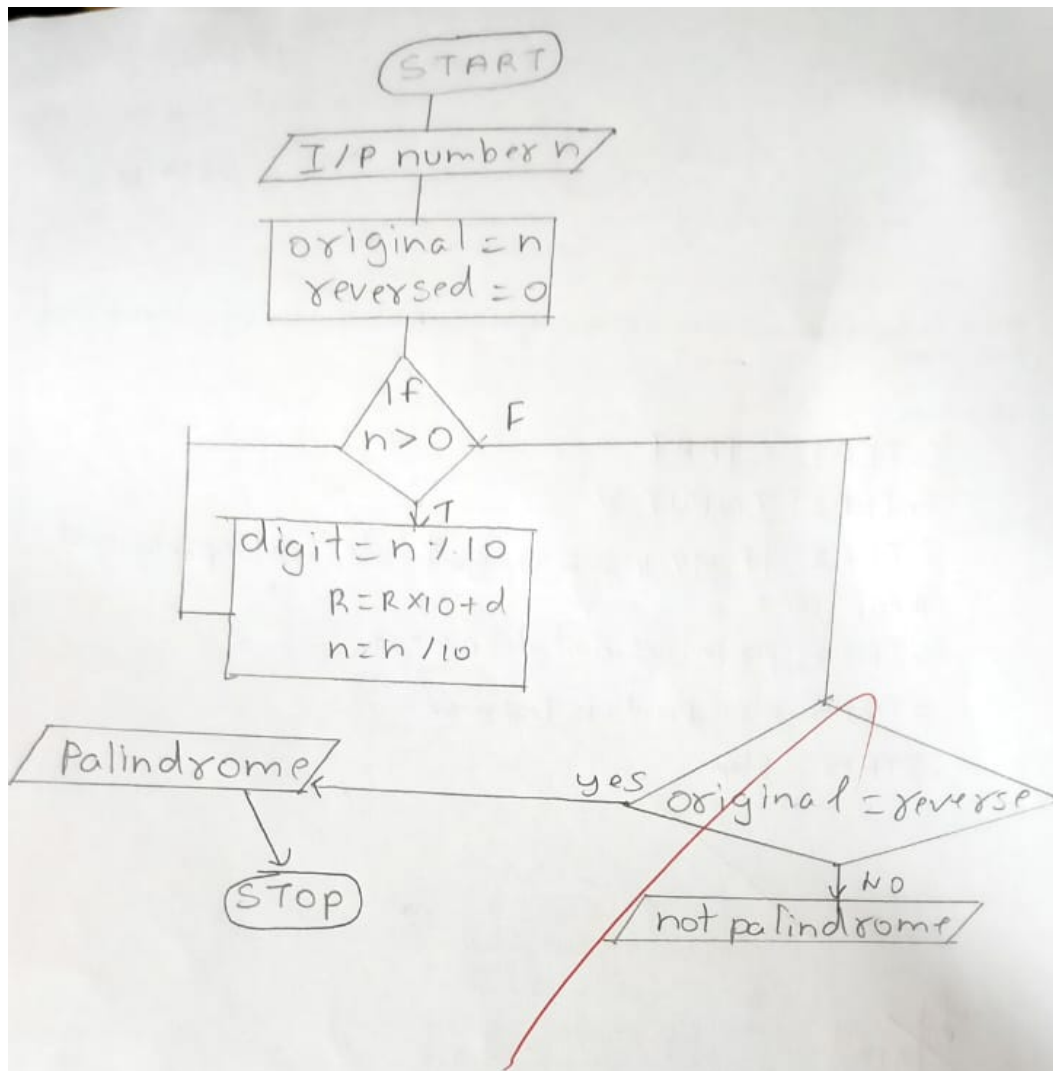 START
I/P number n
original = n
reversed = 0
If
n > 0
F
T
digit = n % 10
R = R × 10 + d
n = n / 10
Palindrome
yes
original = reverse
NO
not palindrome
STOP